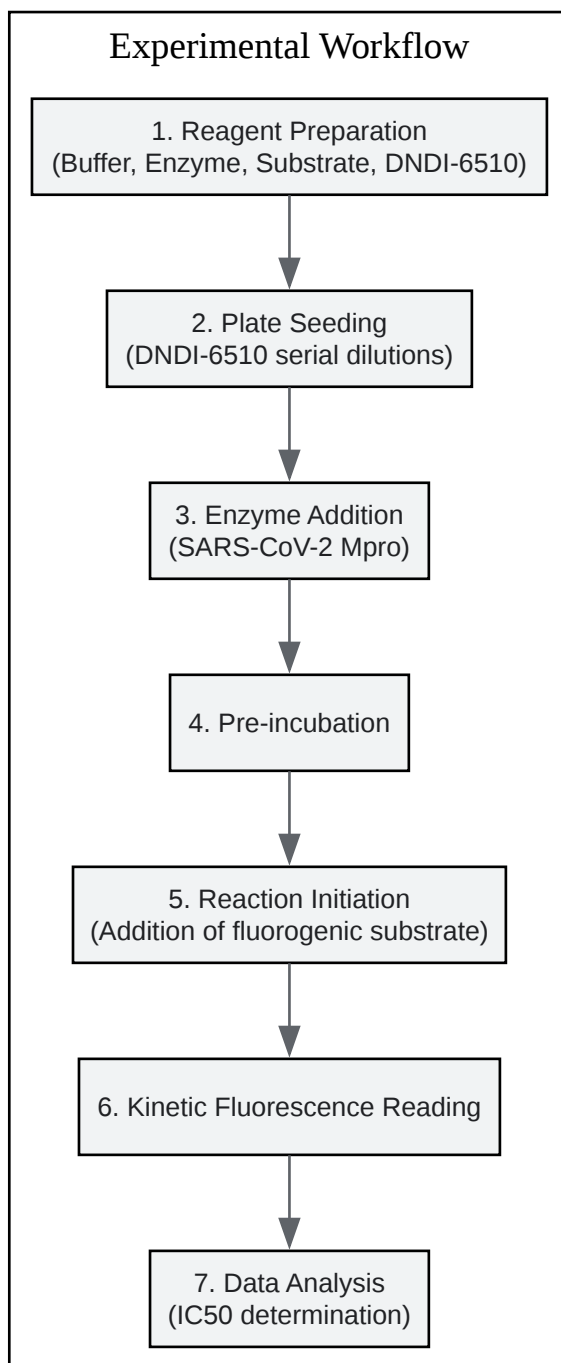 Experimental Workflow
1. Reagent Preparation
(Buffer, Enzyme, Substrate, DNDI-6510)
2. Plate Seeding
(DNDI-6510 serial dilutions)
3. Enzyme Addition
(SARS-CoV-2 Mpro)
4. Pre-incubation
5. Reaction Initiation
(Addition of fluorogenic substrate)
6. Kinetic Fluorescence Reading
7. Data Analysis
(IC50 determination)